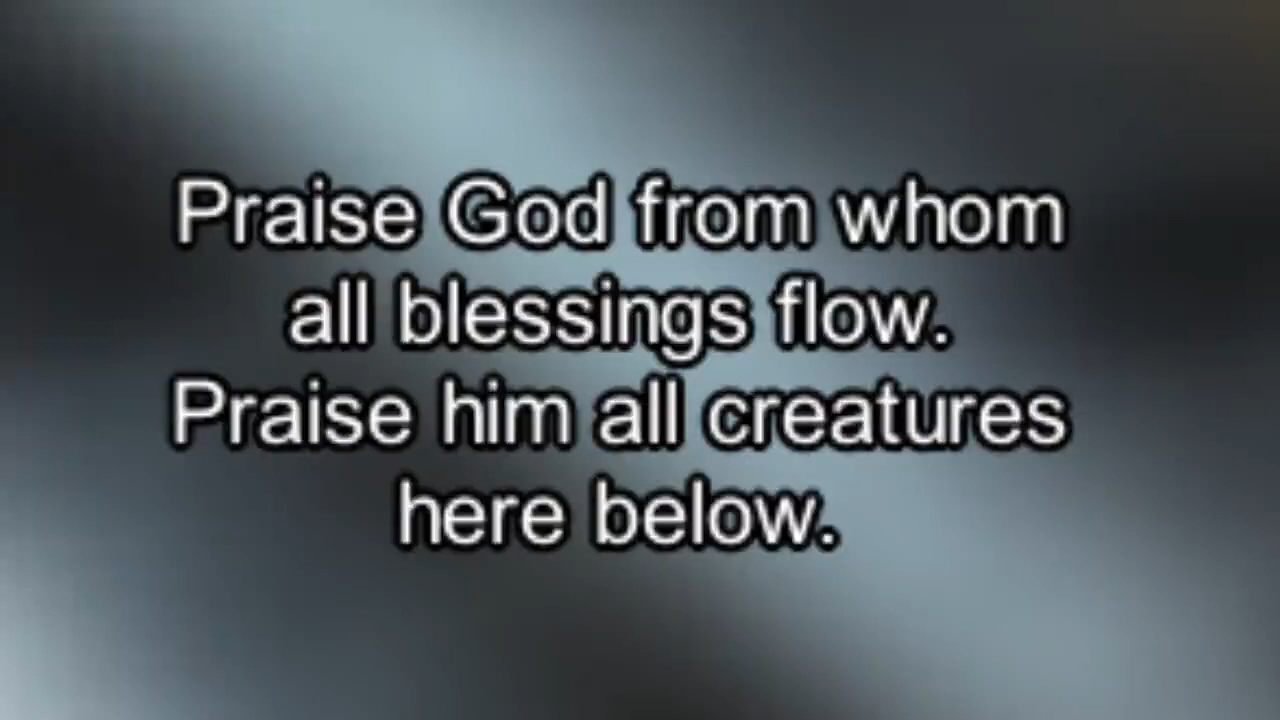 Praise God from whom
all blessings flow.
Praise him all creatures
here below.